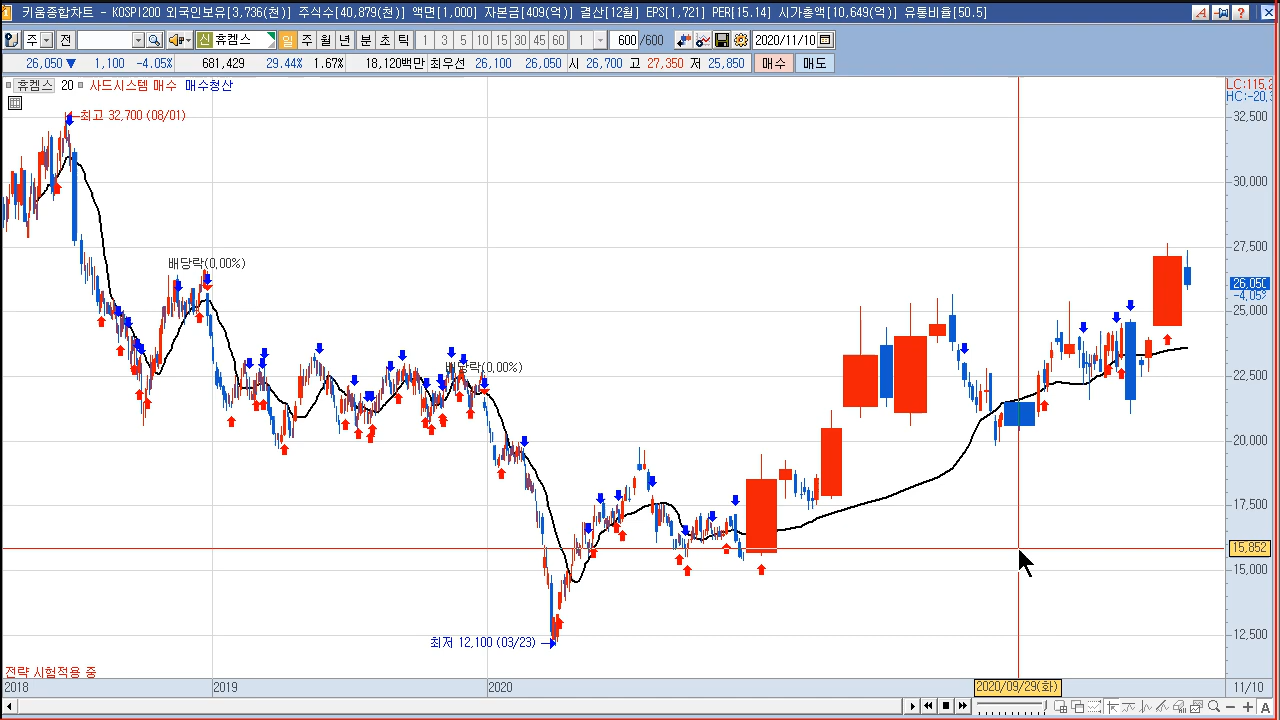 키움종합차트 - KOSPI200 외국인보유[3,736(천)] 주식수[40,879(천)] 액면[1,000] 자본금[409(억)] 결산[12월] EPS[1,721] PER[15.14] 시가총액[10,649(억)] 유통비율[50.5]
주 전 신 휴켐스 일 주 월 년 분 초 틱 1 3 5 10 15 30 45 60 1 600 /600 2020/11/10
26,050 ▼ 1,100 -4.05% 681,429 29.44% 1.67% 18,120백만 최우선 26,100 26,050 시 26,700 고 27,350 저 25,850 매수 매도
휴켐스 20 사드시스템 매수 매수청산
LC:115,2
HC:-20,3
최고 32,700 (08/01)
32,500
30,000
배당락(0,00%)
27,500
26,050
-4,05%
25,000
배당락(0,00%)
22,500
20,000
17,500
15,852
15,000
최저 12,100 (03/23)
12,500
전략 시험적용 중
2018 2019 2020 2020/09/29(화) 11/10
A